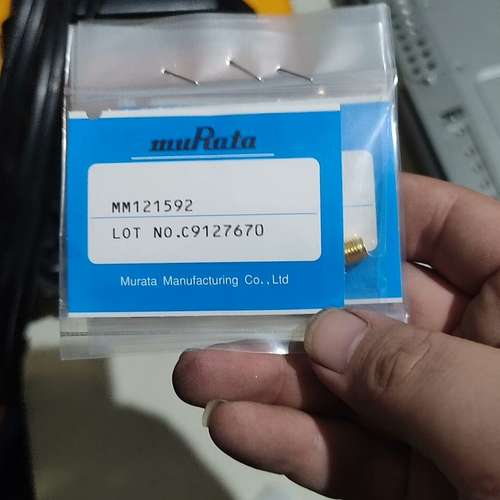 muRata
MM121592
LOT NO.C9127670
Murata Manufacturing Co.,Ltd